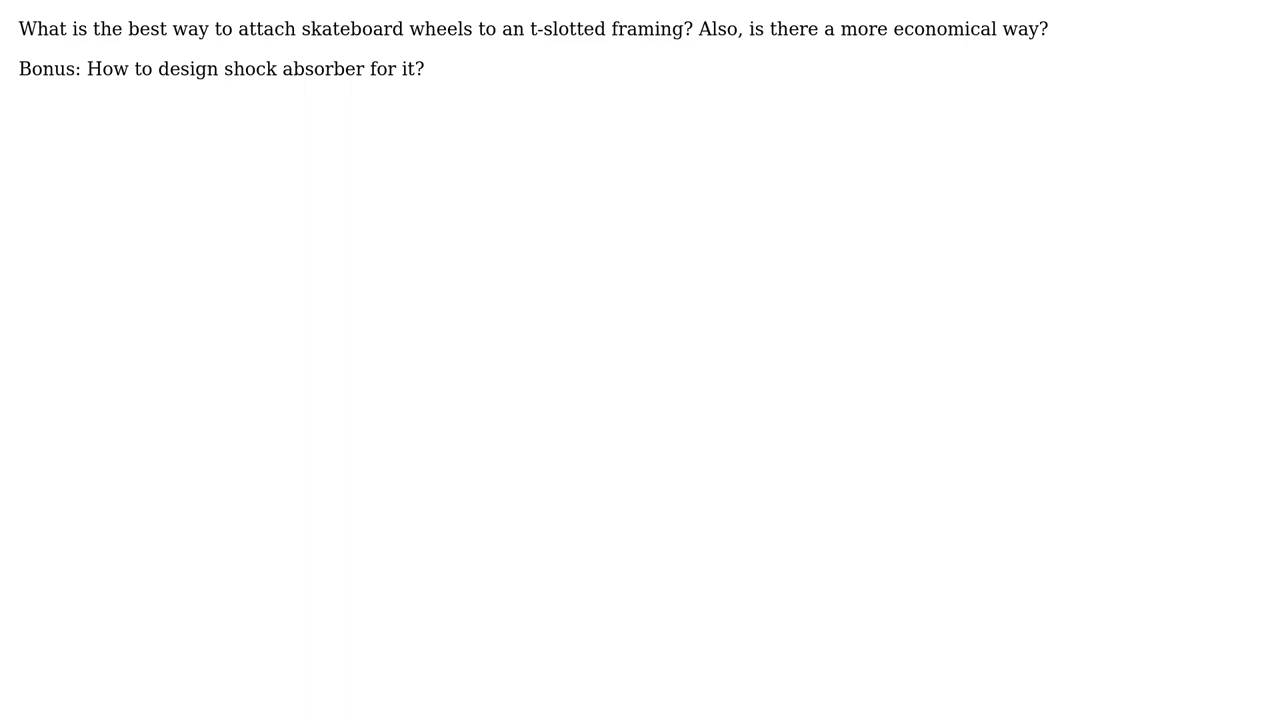 What is the best way to attach skateboard wheels to an t-slotted framing? Also, is there a more economical way?
Bonus: How to design shock absorber for it?